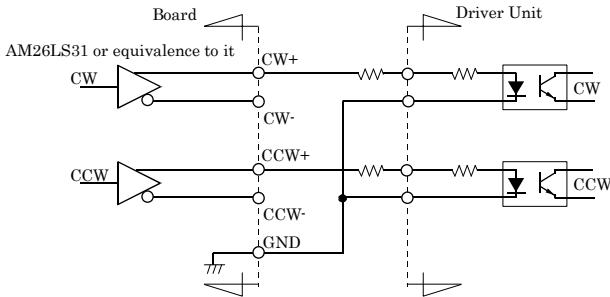 Board
Driver Unit
AM26LS31 or equivalence to it
CW
CW+
CW
CW-
CCW+
CCW
CCW
CCW-
GND